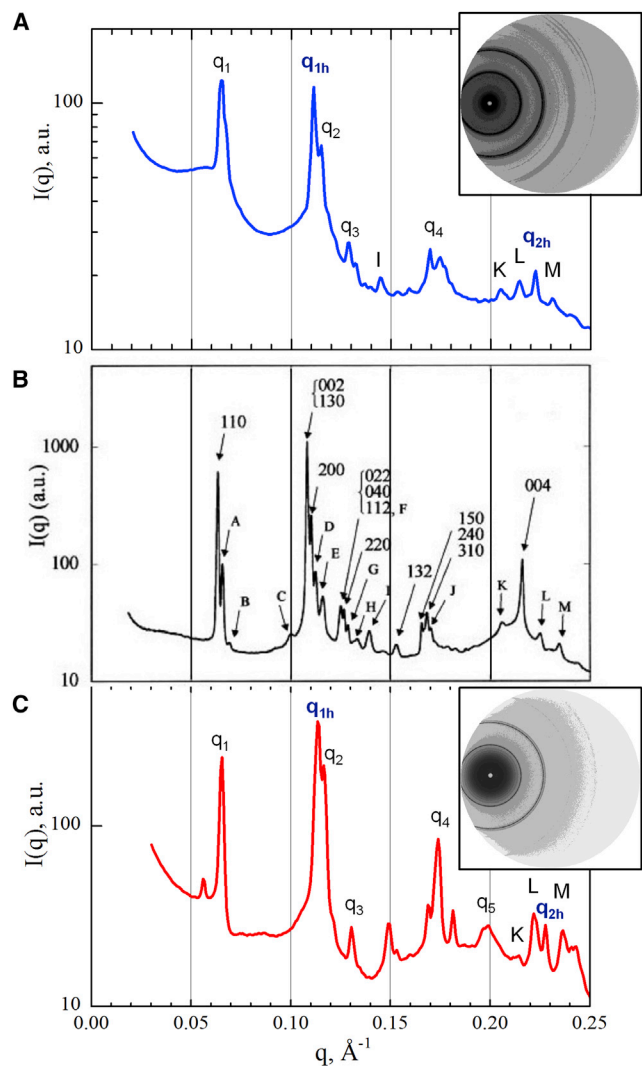 A
I(q), a.u.
100
10
q1
q1h
q2
q3
I
q4
K
L
q2h
M
B
I(q) (a.u.)
1000
100
10
110
A
B
C
{002
130
200
D
E
{022
040
112, F
220
G
H
I
132
150
240
310
J
K
004
L
M
C
I(q), a.u.
100
10
q1
q1h
q2
q3
q4
q5
K
L
q2h
M
0.00 0.05 0.10 0.15 0.20 0.25
q, Å-1